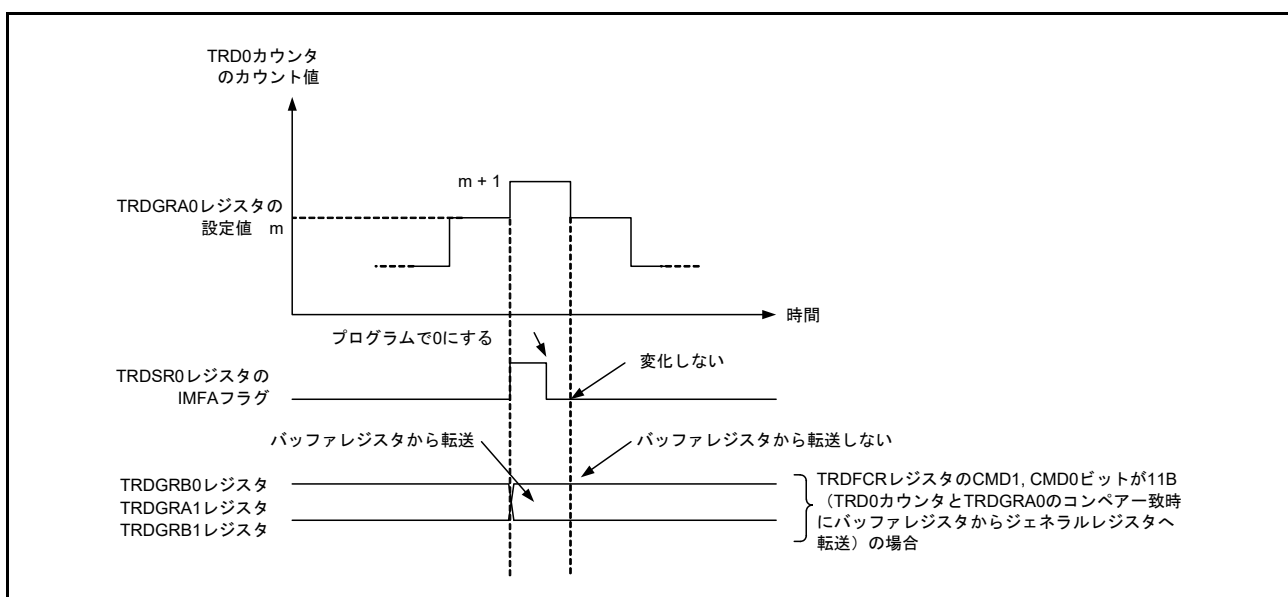 TRD0カウンタ
のカウント値
m + 1
TRDGRA0レジスタの
設定値　m
時間
プログラムで0にする
変化しない
TRDSR0レジスタの
IMFAフラグ
バッファレジスタから転送
バッファレジスタから転送しない
TRDGRB0レジスタ
TRDGRA1レジスタ
TRDGRB1レジスタ
TRDFCRレジスタのCMD1, CMD0ビットが11B
（TRD0カウンタとTRDGRA0のコンペア一致時
にバッファレジスタからジェネラルレジスタへ
転送）の場合